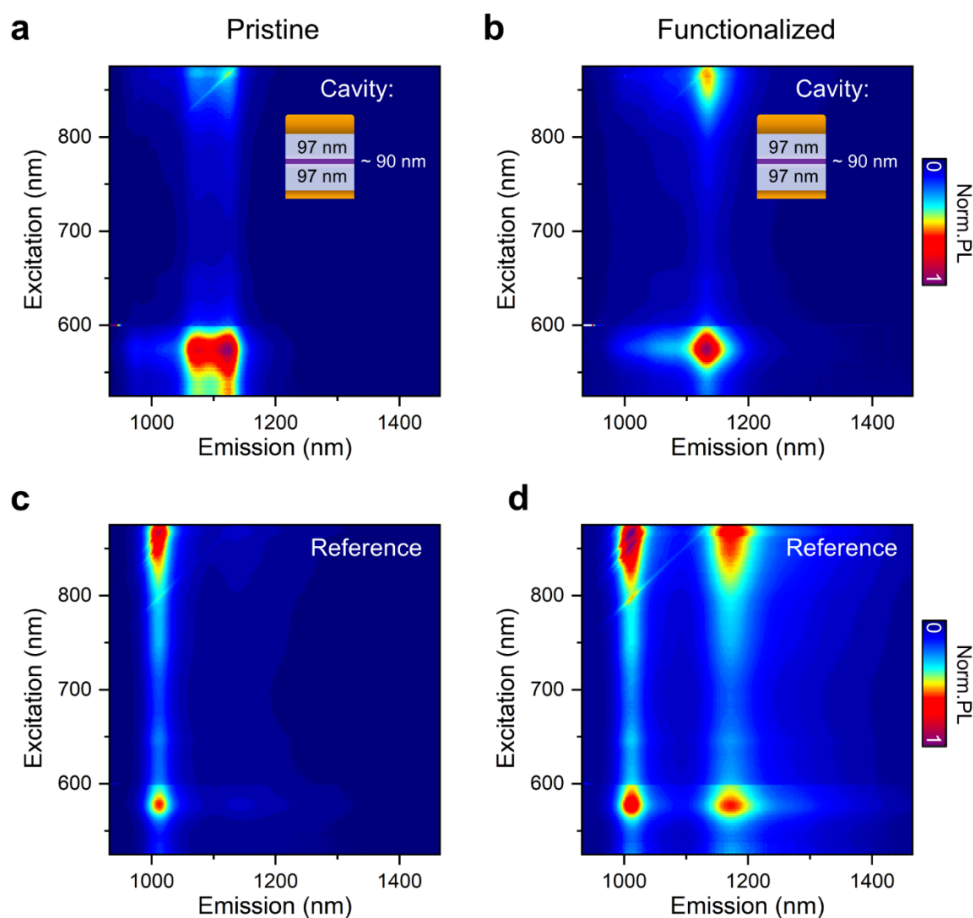 a Pristine
b Functionalized
Excitation (nm)
800
700
600
Cavity:
97 nm
97 nm
~ 90 nm
1000 1200 1400
Emission (nm)
Excitation (nm)
800
700
600
Cavity:
97 nm
97 nm
~ 90 nm
1000 1200 1400
Emission (nm)
0
1
Norm.PL
c
Reference
Excitation (nm)
800
700
600
1000 1200 1400
Emission (nm)
d
Reference
Excitation (nm)
800
700
600
1000 1200 1400
Emission (nm)
0
1
Norm.PL